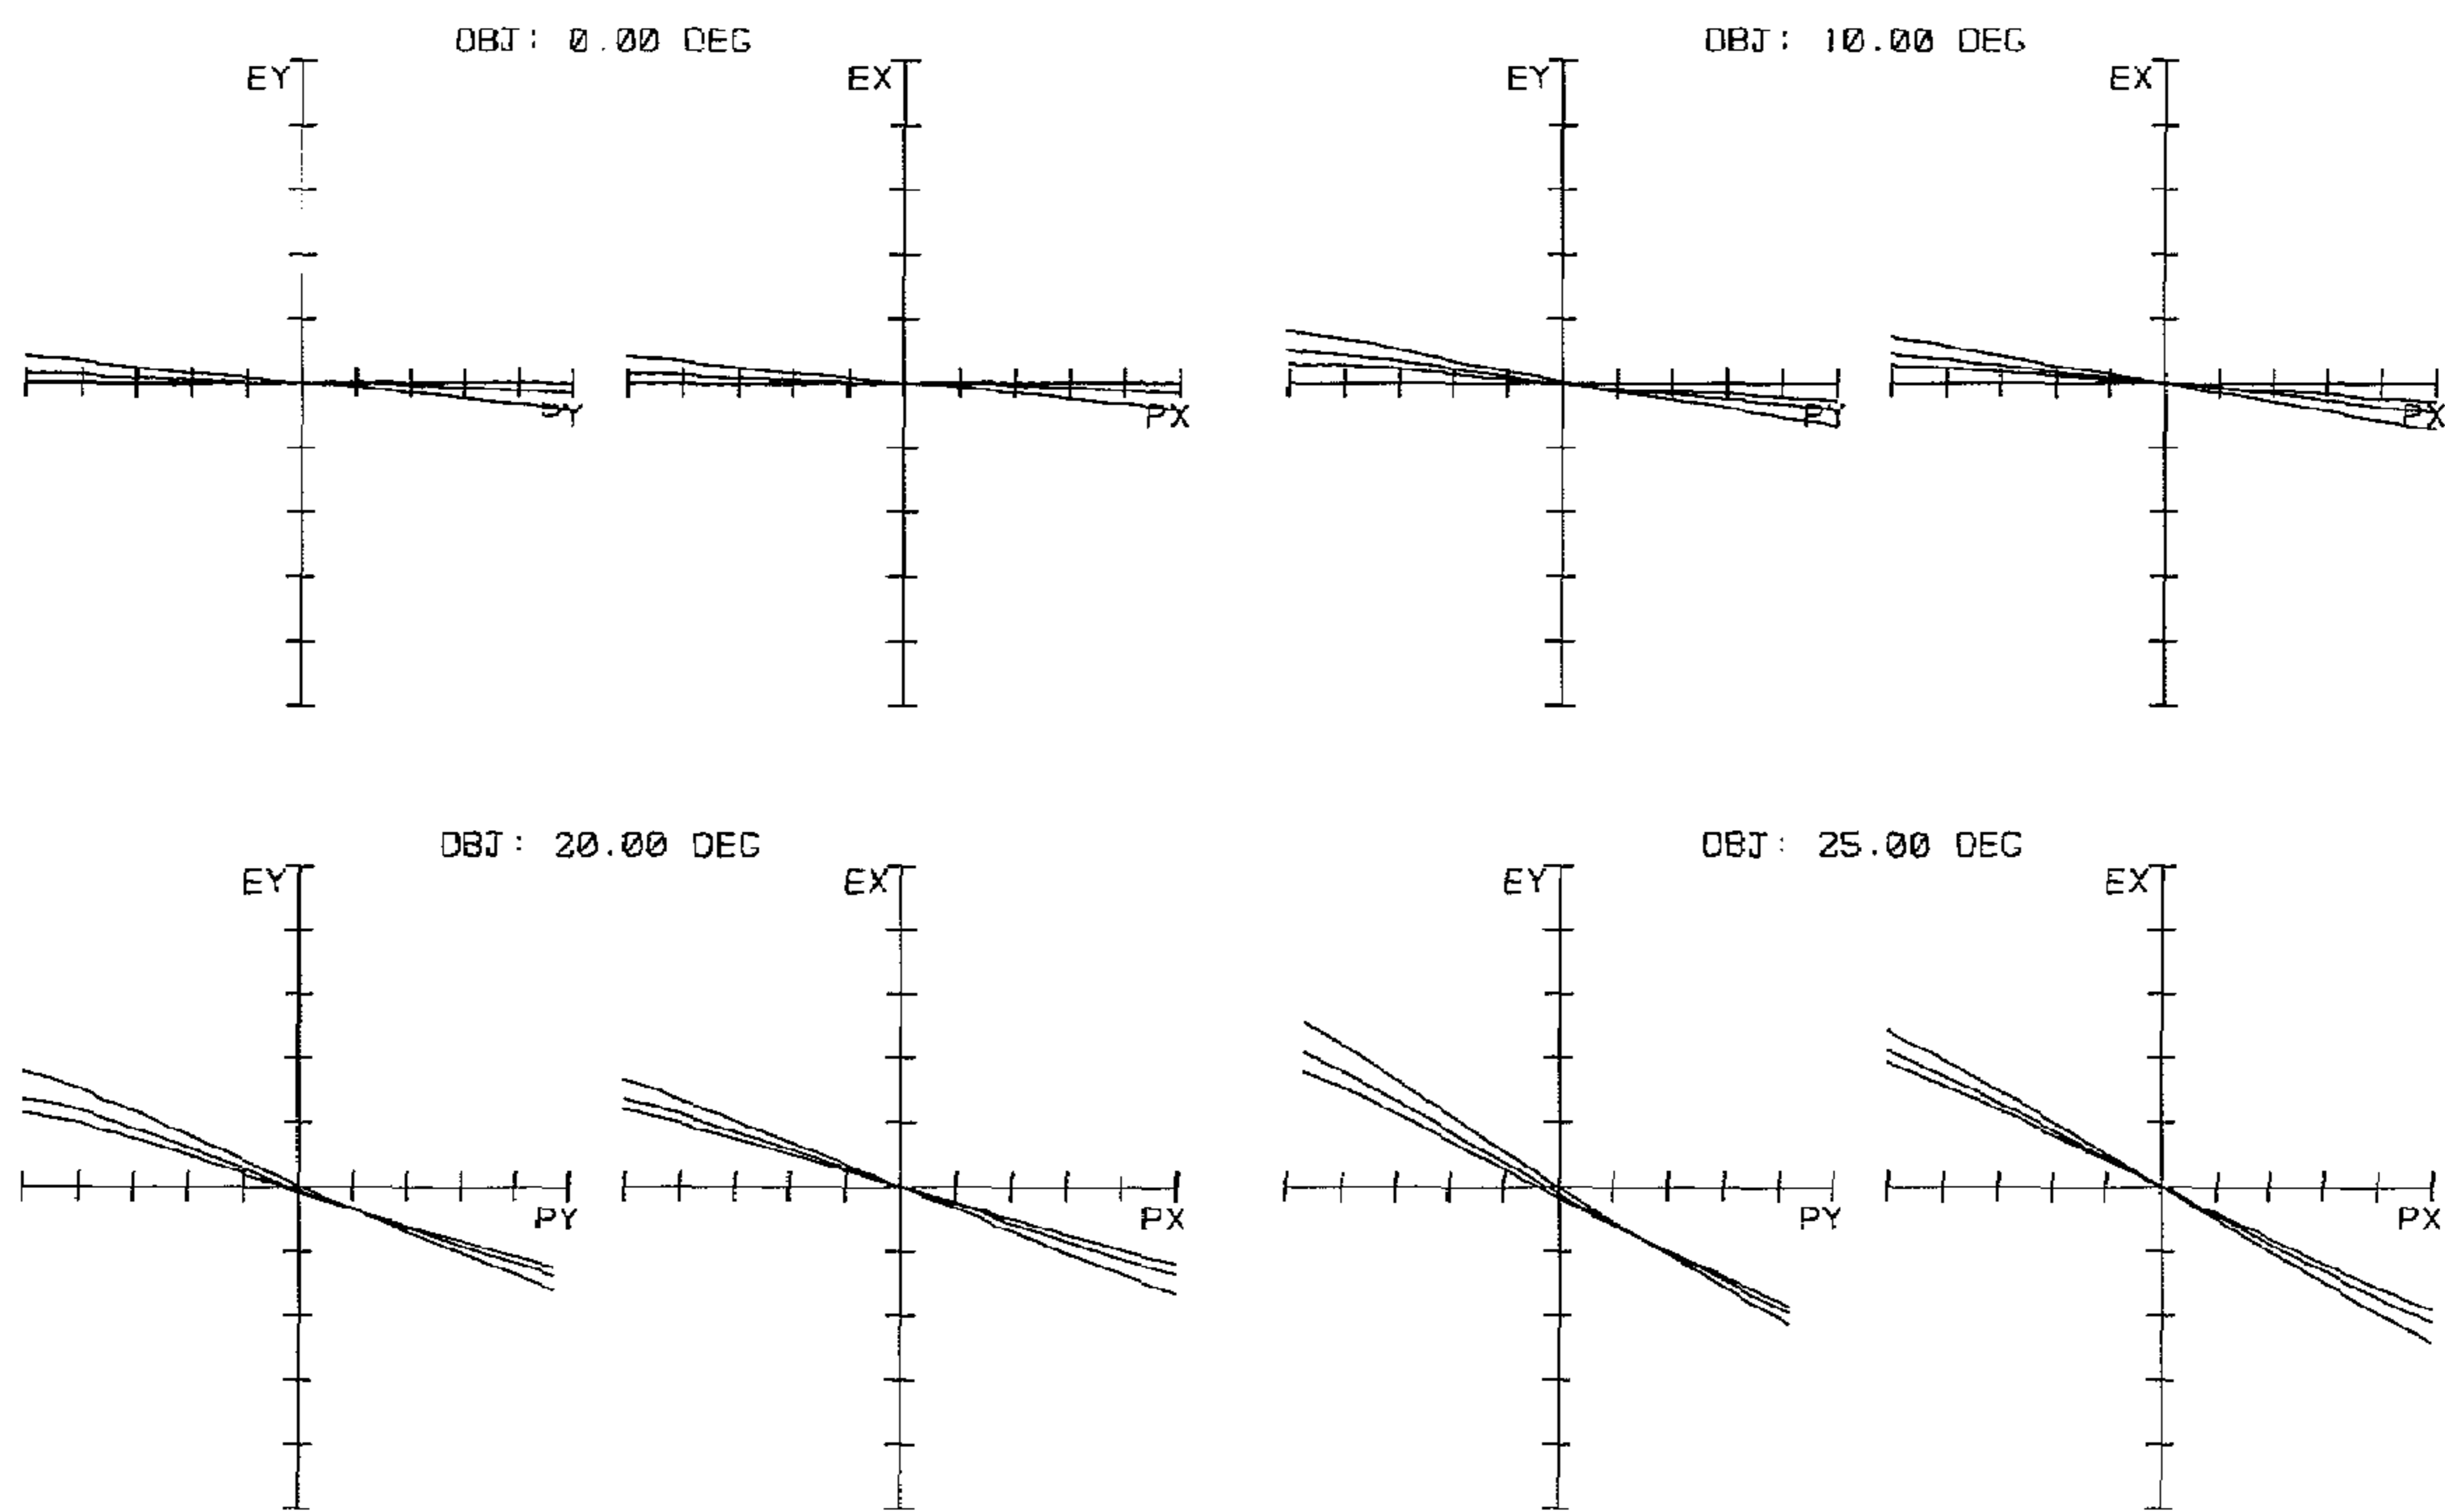 OBJ: 0.00 DEG
EY
EX
PY
PX
OBJ: 10.00 DEG
EY
EX
PY
PX
OBJ: 20.00 DEG
EY
EX
PY
PX
OBJ: 25.00 DEG
EY
EX
PY
PX